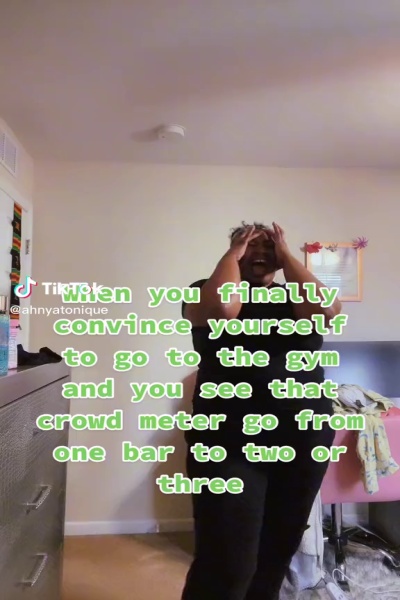 TikTok
@ahnyatonique
when you finally
convince yourself
to go to the gym
and you see that
crowd meter go from
one bar to two or
three